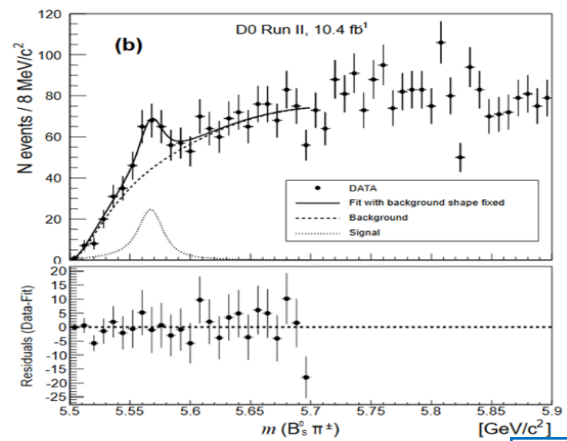 (b)
D0 Run II, 10.4 fb¹
N events / 8 MeV/c²
120
100
80
60
40
20
0
DATA
Fit with background shape fixed
Background
Signal
Residuals (Data-Fit)
20
15
10
5
0
-5
-10
-15
-20
-25
5.5
5.55
5.6
5.65
5.7
5.75
5.8
5.85
5.9
m (B⁰ₛ π±)
[GeV/c²]